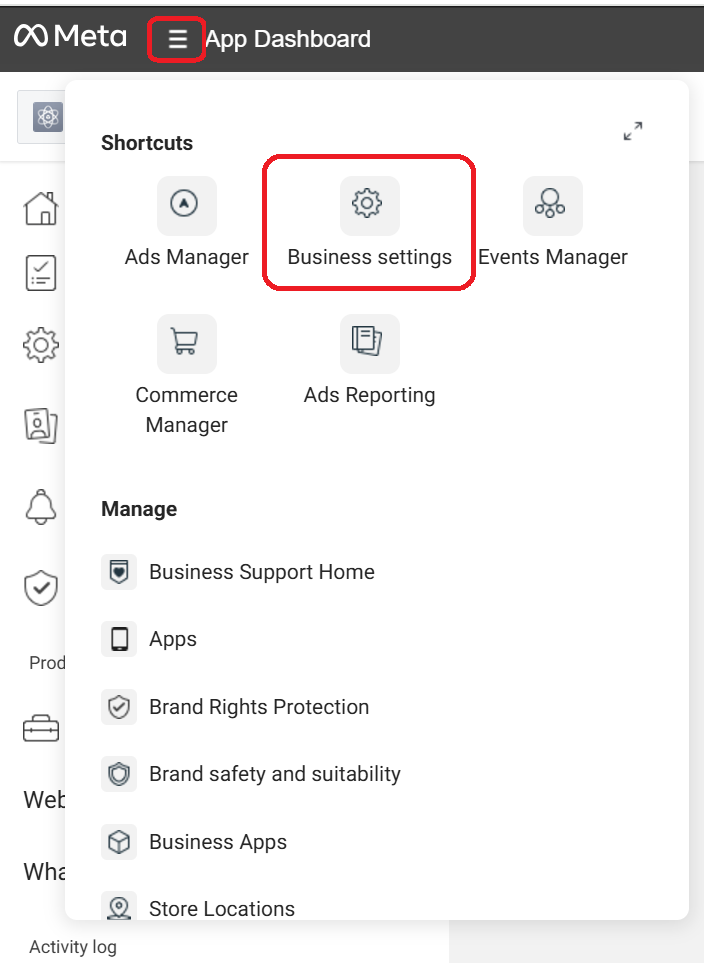 Meta App Dashboard
Shortcuts
Ads Manager Business settings Events Manager
Commerce
Manager
Ads Reporting
Manage
Business Support Home
Apps
Prod
Brand Rights Protection
Brand safety and suitability
Web
Business Apps
Wha
Store Locations
Activity log